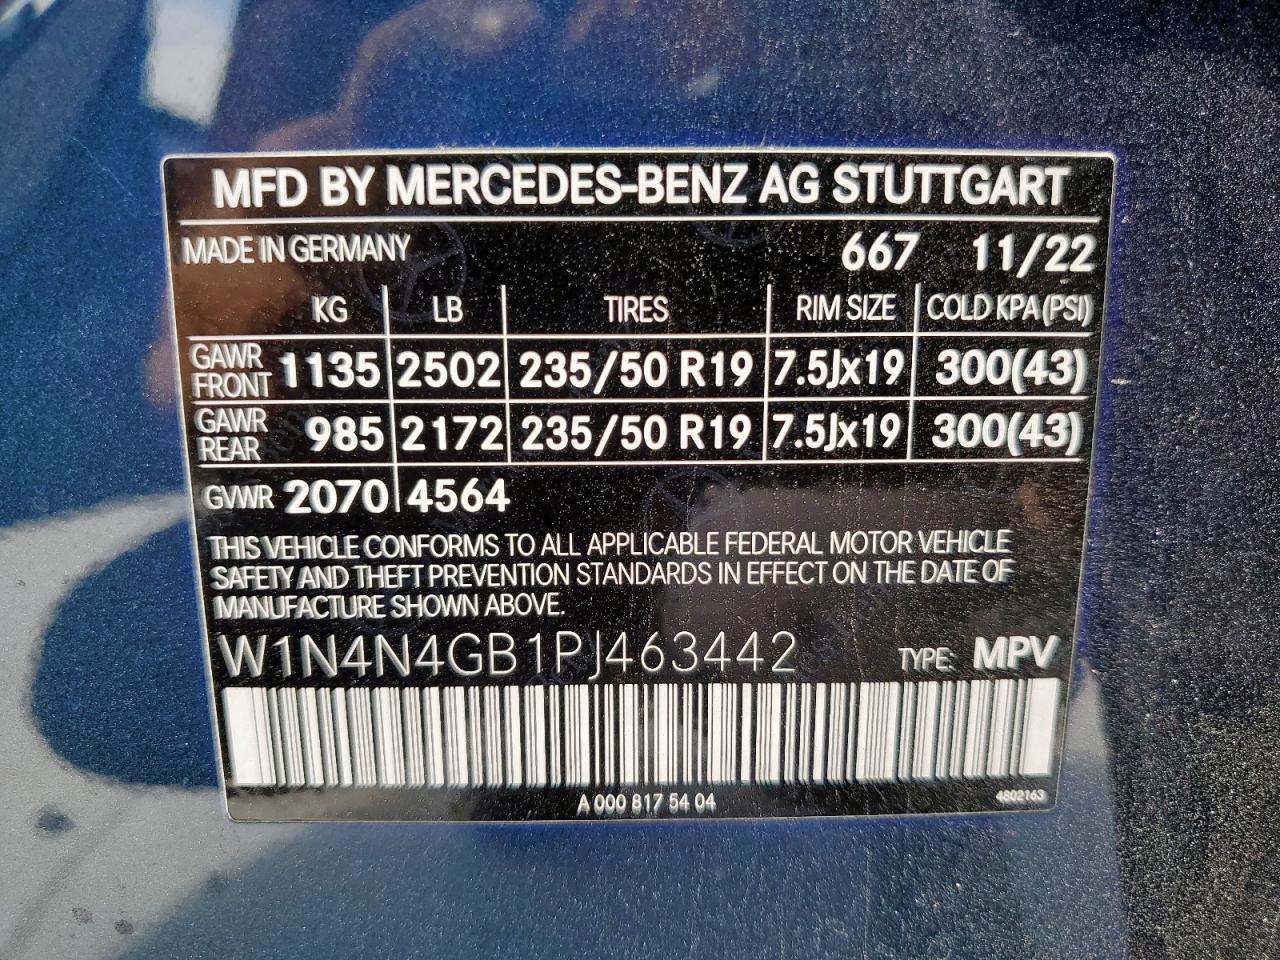 MFD BY MERCEDES-BENZ AG STUTTGART
MADE IN GERMANY 667 11/22
KG LB TIRES RIM SIZE COLD KPA (PSI)
GAWR FRONT 1135 2502 235/50 R19 7.5Jx19 300(43)
GAWR REAR 985 2172 235/50 R19 7.5Jx19 300(43)
GVWR 2070 4564
THIS VEHICLE CONFORMS TO ALL APPLICABLE FEDERAL MOTOR VEHICLE
SAFETY AND THEFT PREVENTION STANDARDS IN EFFECT ON THE DATE OF
MANUFACTURE SHOWN ABOVE.
W1N4N4GB1PJ463442 TYPE: MPV
A 000 817 54 04 4802163